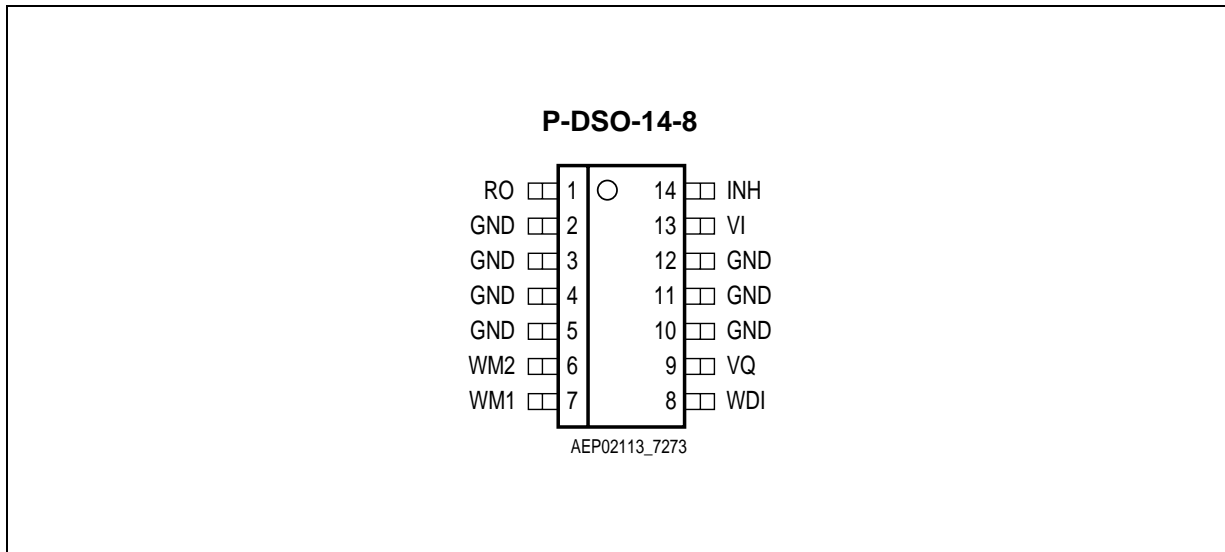 P-DSO-14-8
RO 1 14 INH
GND 2 13 VI
GND 3 12 GND
GND 4 11 GND
GND 5 10 GND
WM2 6 9 VQ
WM1 7 8 WDI
AEP02113_7273